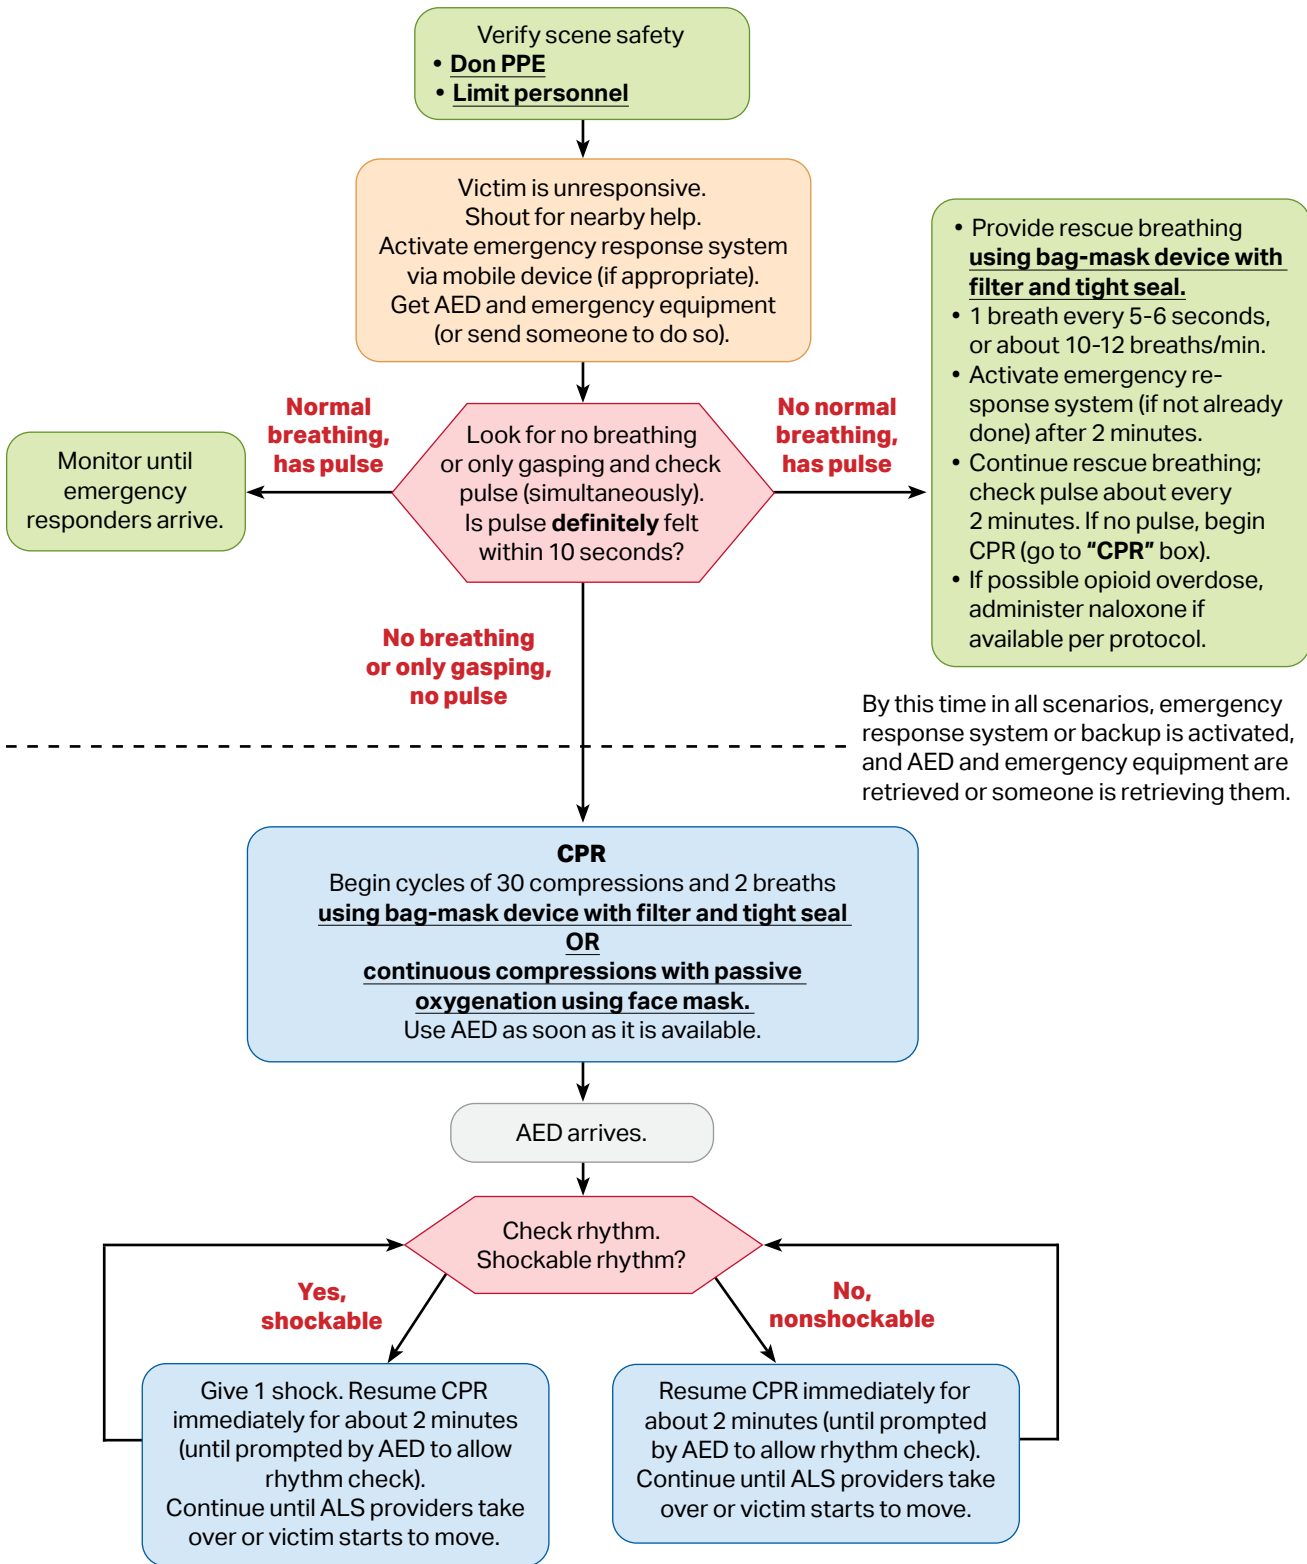 Verify scene safety
• Don PPE
• Limit personnel
Victim is unresponsive.
Shout for nearby help.
Activate emergency response system
via mobile device (if appropriate).
Get AED and emergency equipment
(or send someone to do so).
Normal
breathing,
has pulse
Look for no breathing
or only gasping and check
pulse (simultaneously).
Is pulse definitely felt
within 10 seconds?
No normal
breathing,
has pulse
Monitor until
emergency
responders arrive.
• Provide rescue breathing
using bag-mask device with
filter and tight seal.
• 1 breath every 5-6 seconds,
or about 10-12 breaths/min.
• Activate emergency re-
sponse system (if not already
done) after 2 minutes.
• Continue rescue breathing;
check pulse about every
2 minutes. If no pulse, begin
CPR (go to “CPR” box).
• If possible opioid overdose,
administer naloxone if
available per protocol.
No breathing
or only gasping,
no pulse
By this time in all scenarios, emergency
response system or backup is activated,
and AED and emergency equipment are
retrieved or someone is retrieving them.
CPR
Begin cycles of 30 compressions and 2 breaths
using bag-mask device with filter and tight seal
OR
continuous compressions with passive
oxygenation using face mask.
Use AED as soon as it is available.
AED arrives.
Check rhythm.
Shockable rhythm?
Yes,
shockable
No,
nonshockable
Give 1 shock. Resume CPR
immediately for about 2 minutes
(until prompted by AED to allow
rhythm check).
Continue until ALS providers take
over or victim starts to move.
Resume CPR immediately for
about 2 minutes (until prompted
by AED to allow rhythm check).
Continue until ALS providers take
over or victim starts to move.